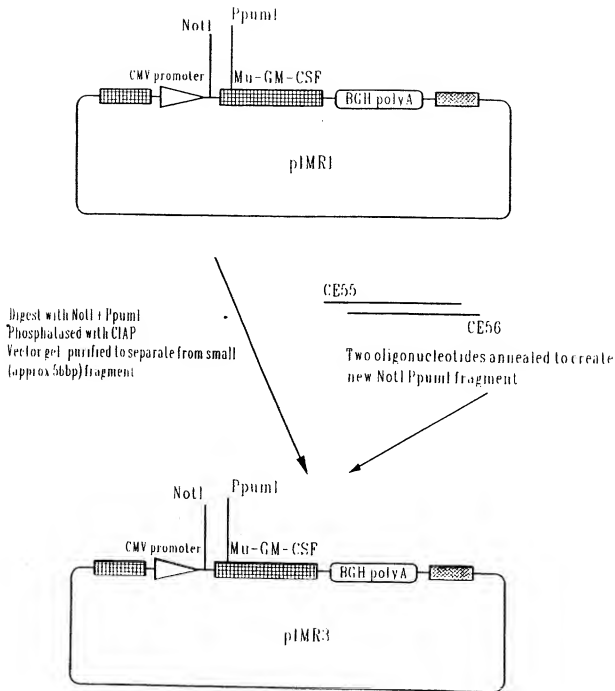 NotI
PpumI
CMV promoter
Mu-GM-CSF
BGH polyA
pIMR1
Digest with NotI + PpumI
Phosphatased with CIAP
Vector gel purified to separate from small
(approx 56bp) fragment
CE55
CE56
Two oligonucleotides annealed to create
new NotI PpumI fragment
NotI
PpumI
CMV promoter
Mu-GM-CSF
BGH polyA
pIMR3